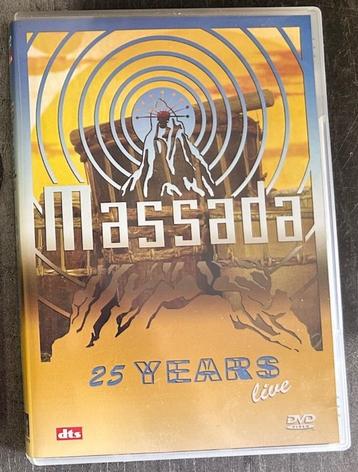 Massada
25 YEARS
live
dts
DVD
VIDEO